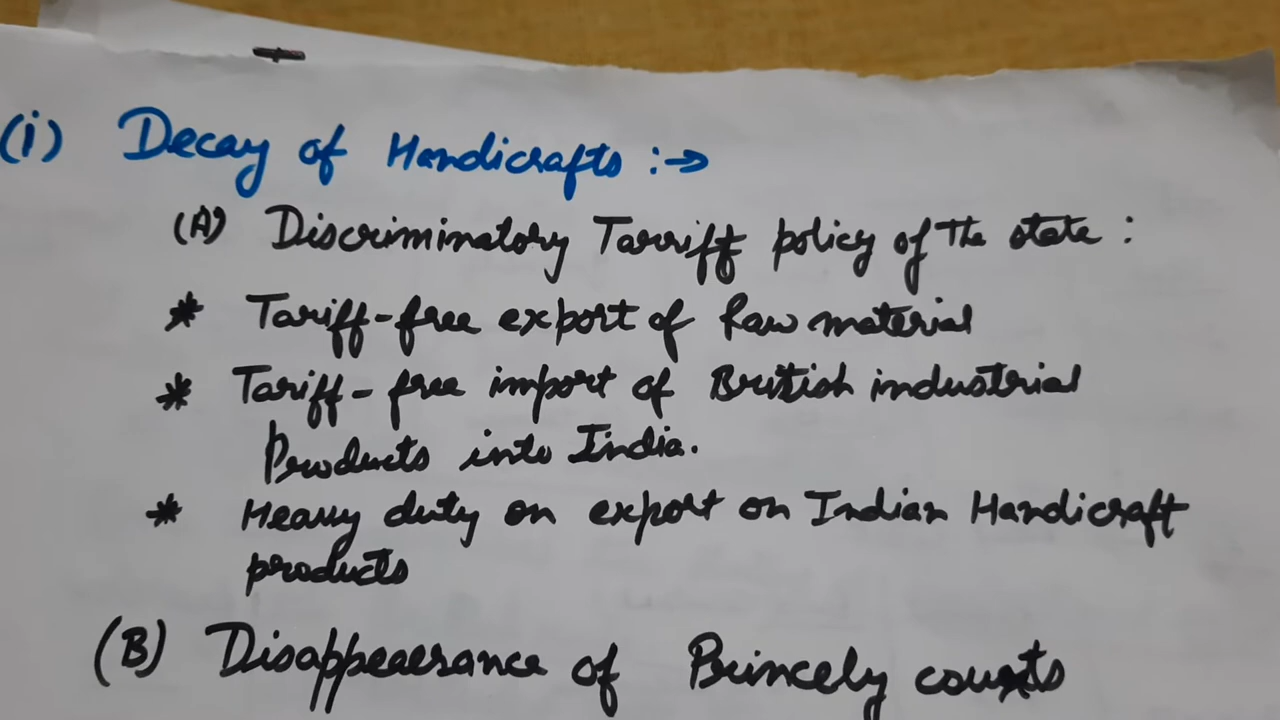 (i) Decay of Handicrafts :→
(A) Discriminatory Tarriff policy of the state :
* Tariff-free export of Raw material
* Tariff-free import of British industrial
Products into India.
* Heavy duty on export on Indian Handicraft
products
(B) Disappearance of Princely courts